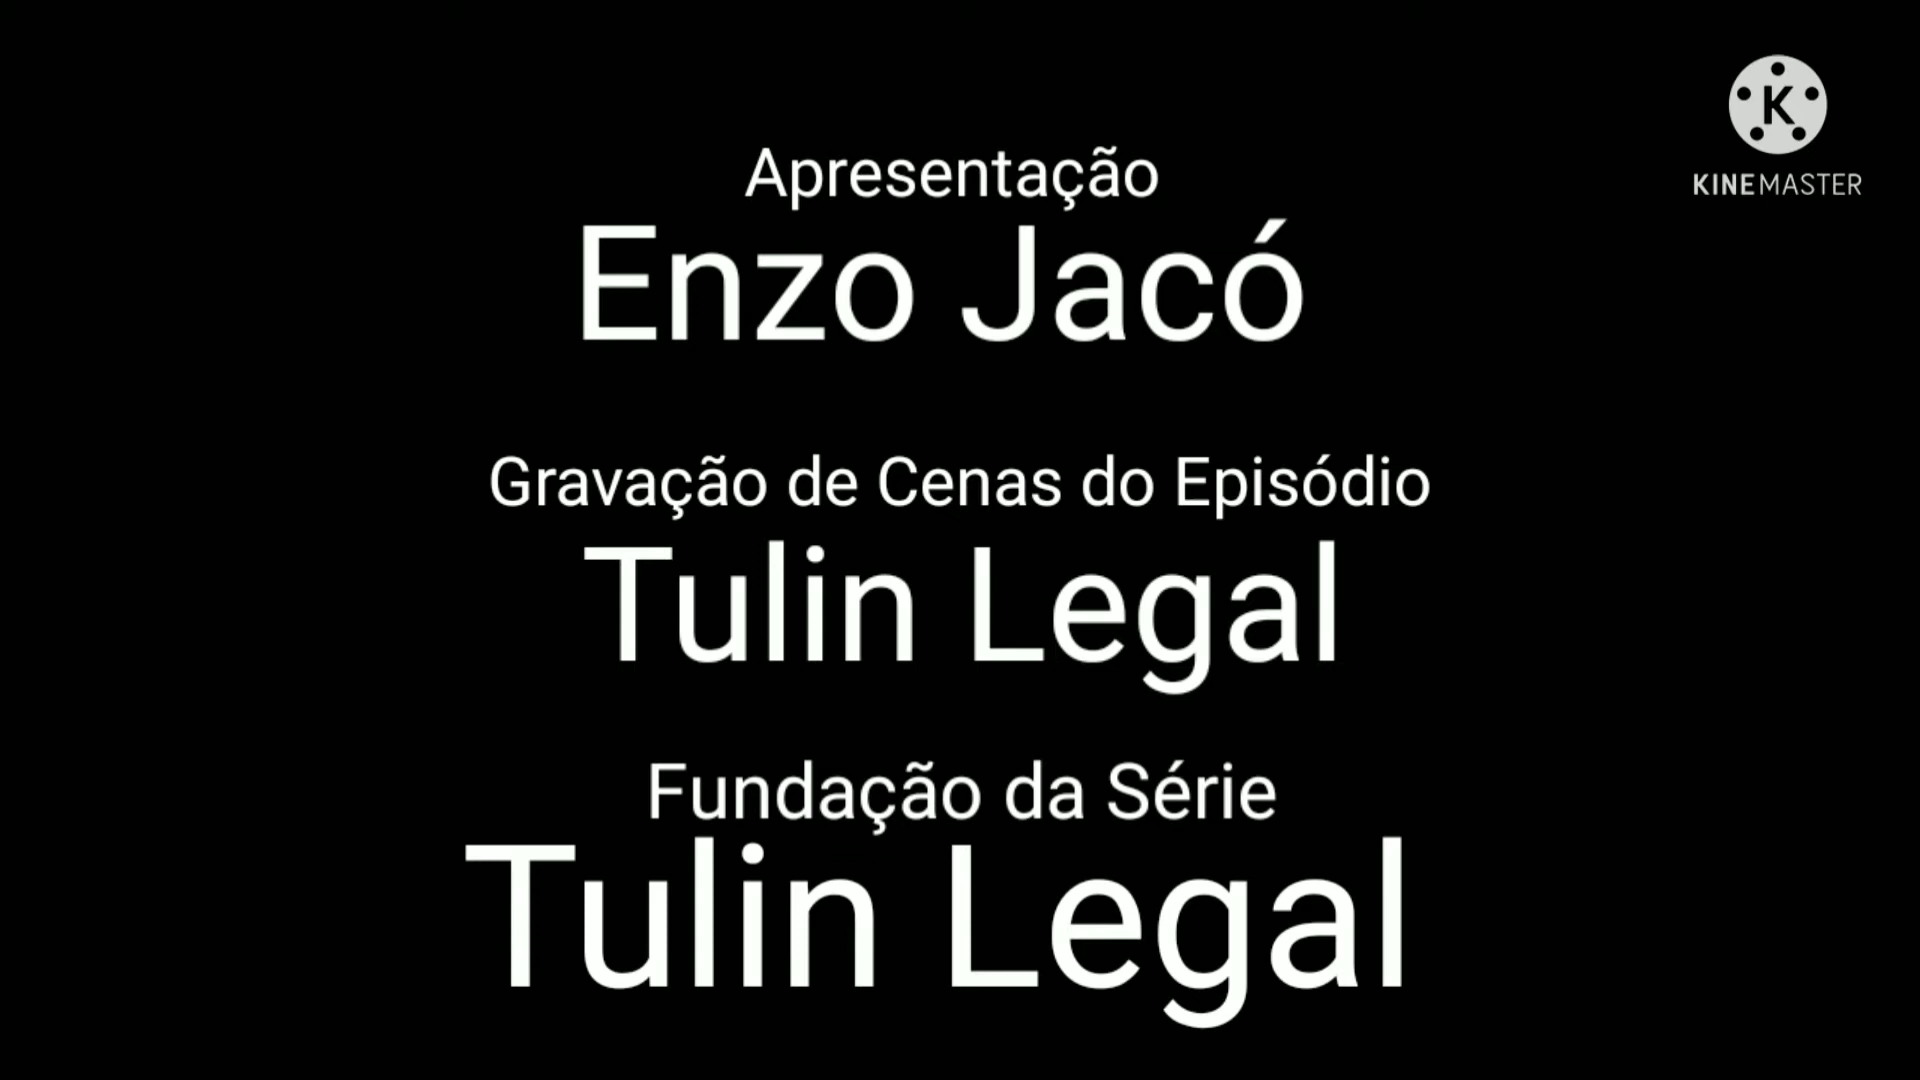 Apresentação
Enzo Jacó
Gravação de Cenas do Episódio
Tulin Legal
Fundação da Série
Tulin Legal
K
KINEMASTER